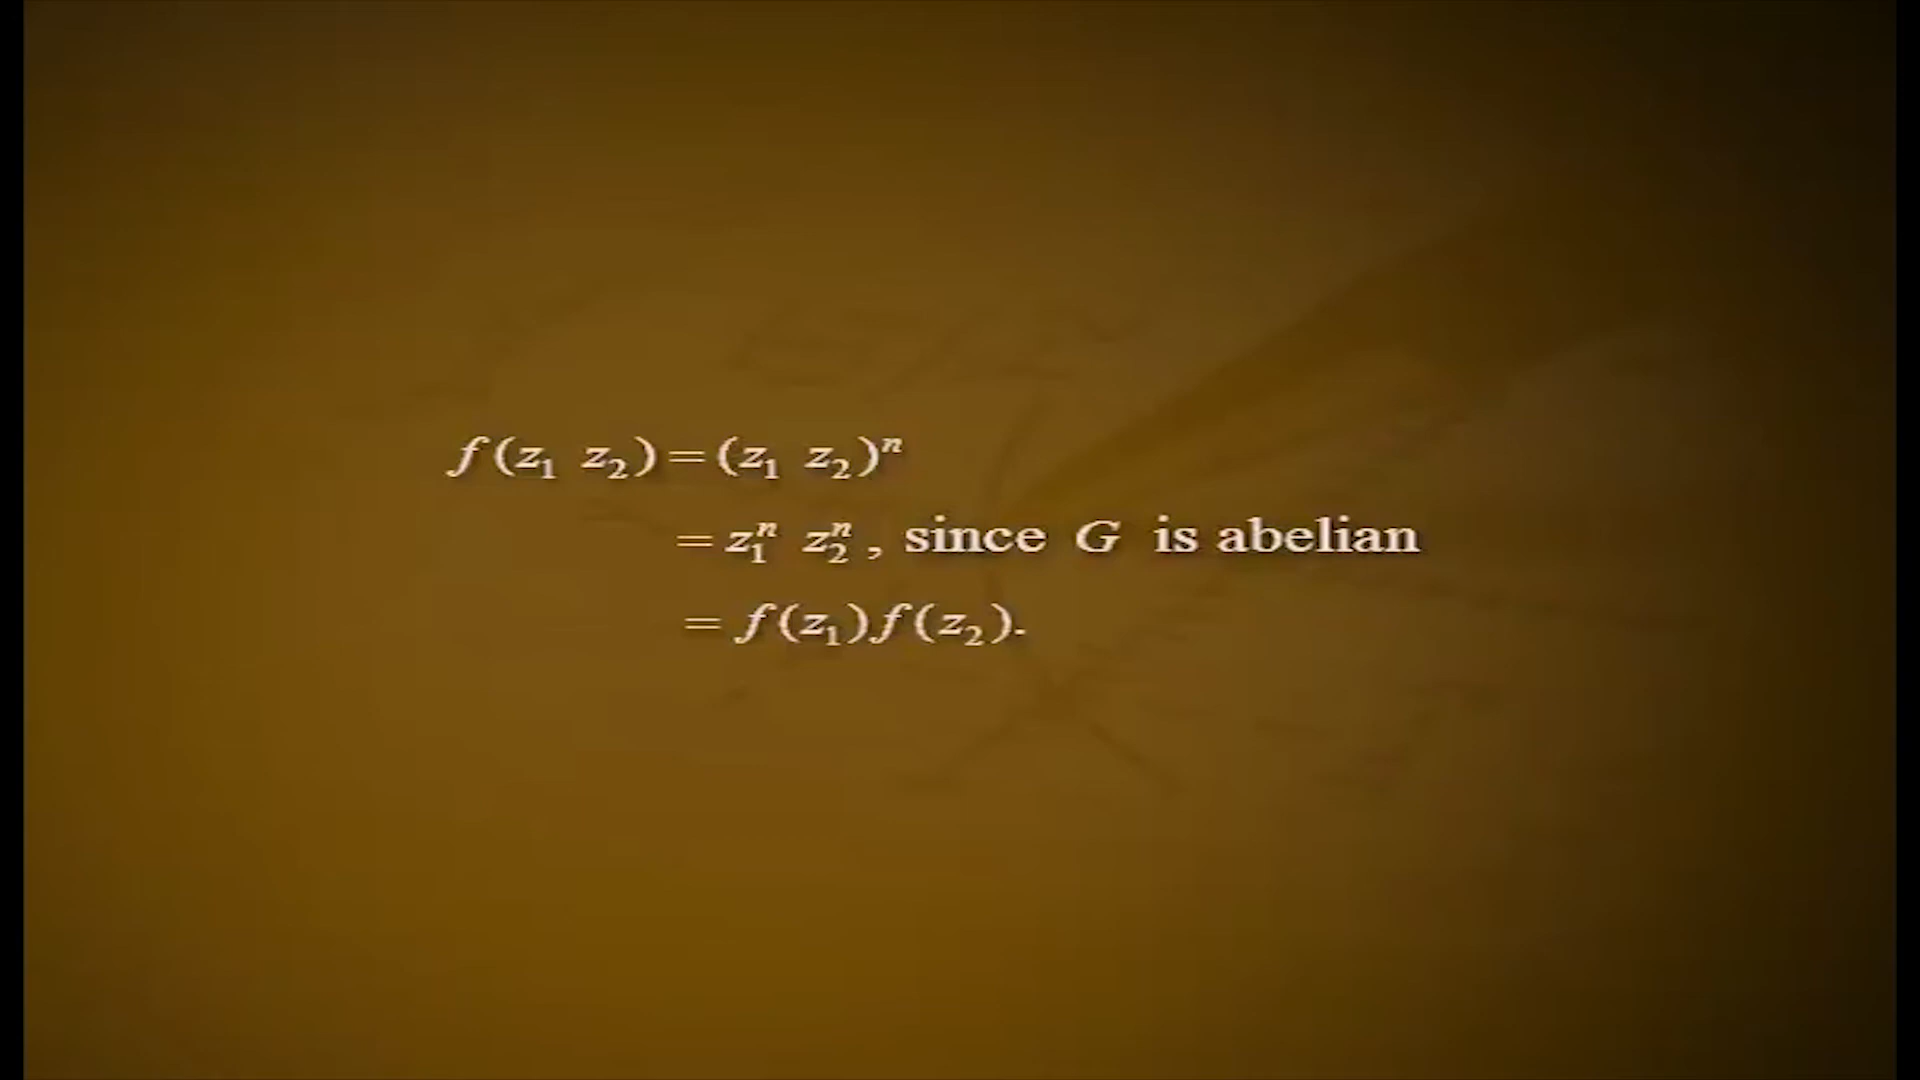 f(z₁ z₂)=(z₁ z₂)ⁿ
= z₁ⁿ z₂ⁿ, since G is abelian
= f(z₁)f(z₂).